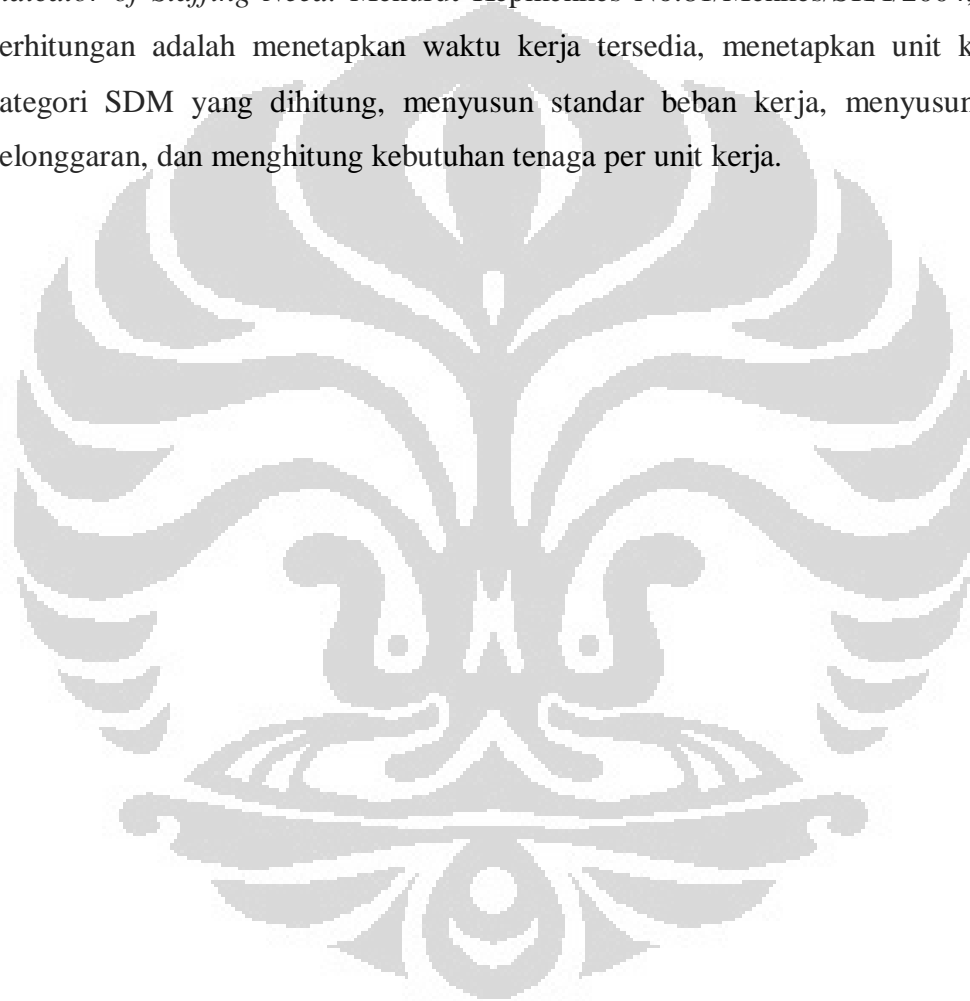 of Staffing Need. Menurut Kepmenkes No.81/Menkes/SK/I/2004,
erhitungan adalah menetapkan waktu kerja tersedia, menetapkan unit k
ategori SDM yang dihitung, menyusun standar beban kerja, menyusun
elonggaran, dan menghitung kebutuhan tenaga per unit kerja.